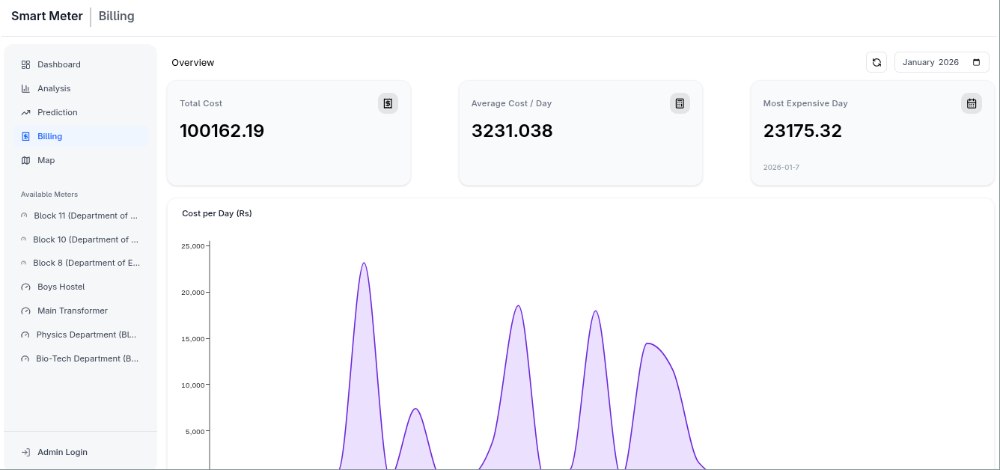 Smart Meter
Billing
Dashboard
Analysis
Prediction
Billing
Map
Available Meters
Block 11 (Department of ...
Block 10 (Department of ...
Block 8 (Department of E...
Boys Hostel
Main Transformer
Physics Department (Bl...
Bio-Tech Department (B...
Admin Login
Overview
January 2026
Total Cost
100162.19
Average Cost / Day
3231.038
Most Expensive Day
23175.32
2026-01-7
Cost per Day (Rs)
25,000
20,000
15,000
10,000
5,000